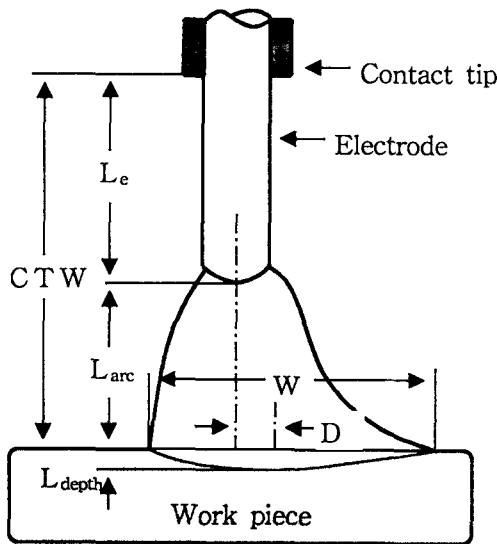 Contact tip
Electrode
Le
CTW
Larc
W
D
Ldepth
Work piece